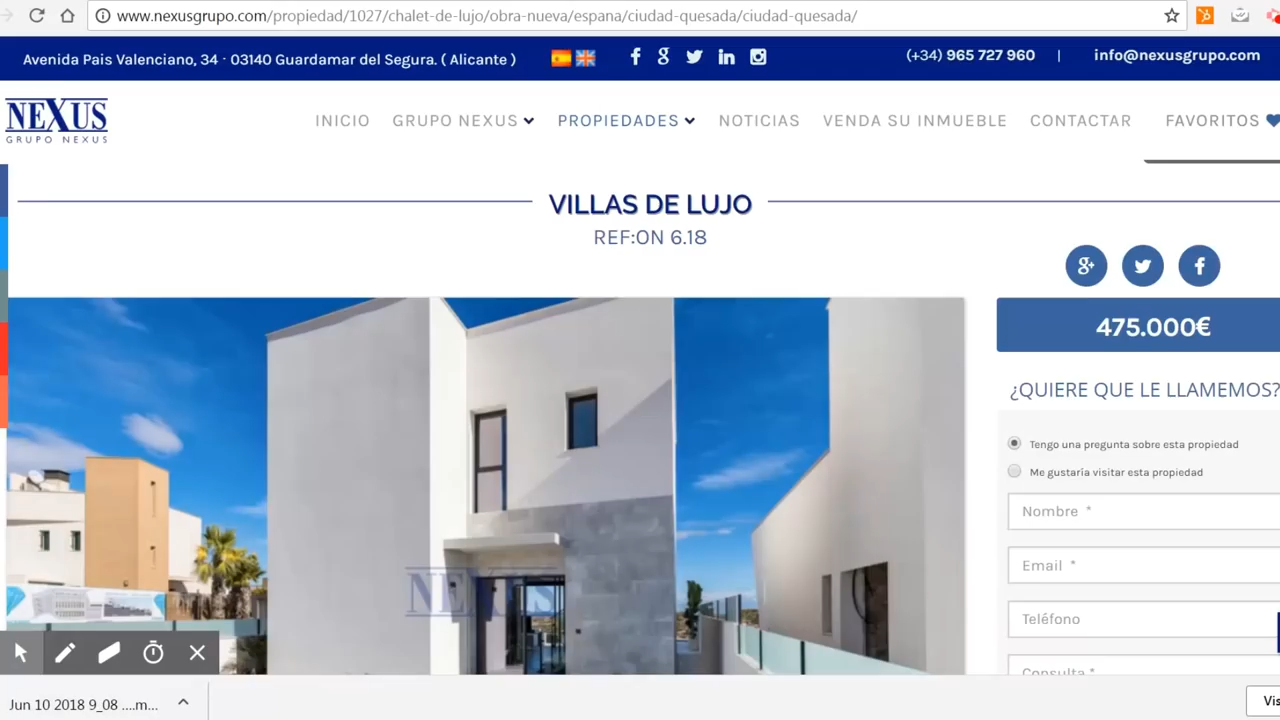 www.nexusgrupo.com/propiedad/1027/chalet-de-lujo/obra-nueva/espana/ciudad-quesada/ciudad-quesada/
Avenida Pais Valenciano, 34 · 03140 Guardamar del Segura. ( Alicante )
(+34) 965 727 960 | info@nexusgrupo.com
NEXUS
GRUPO NEXUS
INICIO GRUPO NEXUS PROPIEDADES NOTICIAS VENDA SU INMUEBLE CONTACTAR FAVORITOS
VILLAS DE LUJO
REF:ON 6.18
475.000€
¿QUIERE QUE LE LLAMEMOS?
Tengo una pregunta sobre esta propiedad
Me gustaría visitar esta propiedad
Nombre *
Email *
Teléfono
Consulta *
NEXUS
Jun 10 2018 9_08 ....m...
Vis